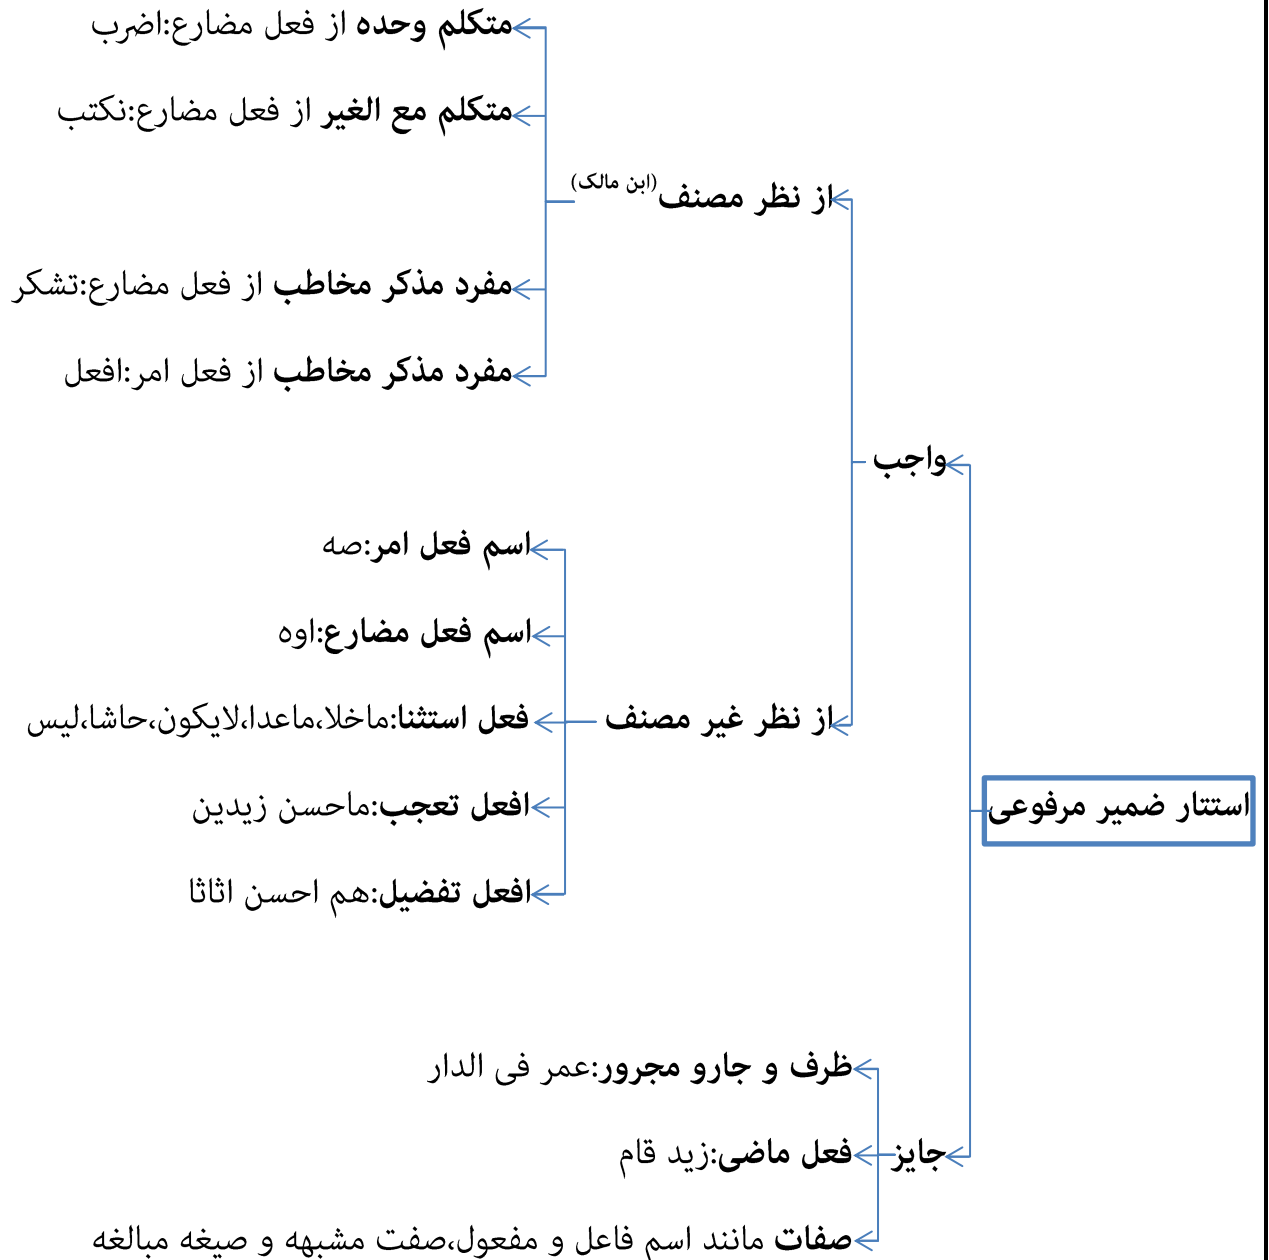 متکلم وحده از فعل مضارع:اضرب
متکلم مع الغیر از فعل مضارع:نکتب
از نظر مصنف(ابن مالک)
مفرد مذکر مخاطب از فعل مضارع:تشکر
مفرد مذکر مخاطب از فعل امر:افعل
واجب
اسم فعل امر:صه
اسم فعل مضارع:اوه
از نظر غیر مصنف
فعل استثنا:ماخلا،ماعدا،لایکون،حاشا،لیس
استتار ضمیر مرفوعی
افعل تعجب:ماحسن زیدین
افعل تفضیل:هم احسن اثاثا
ظرف و جارو مجرور:عمر فی الدار
جایز
فعل ماضی:زید قام
صفات مانند اسم فاعل و مفعول،صفت مشبهه و صیغه مبالغه